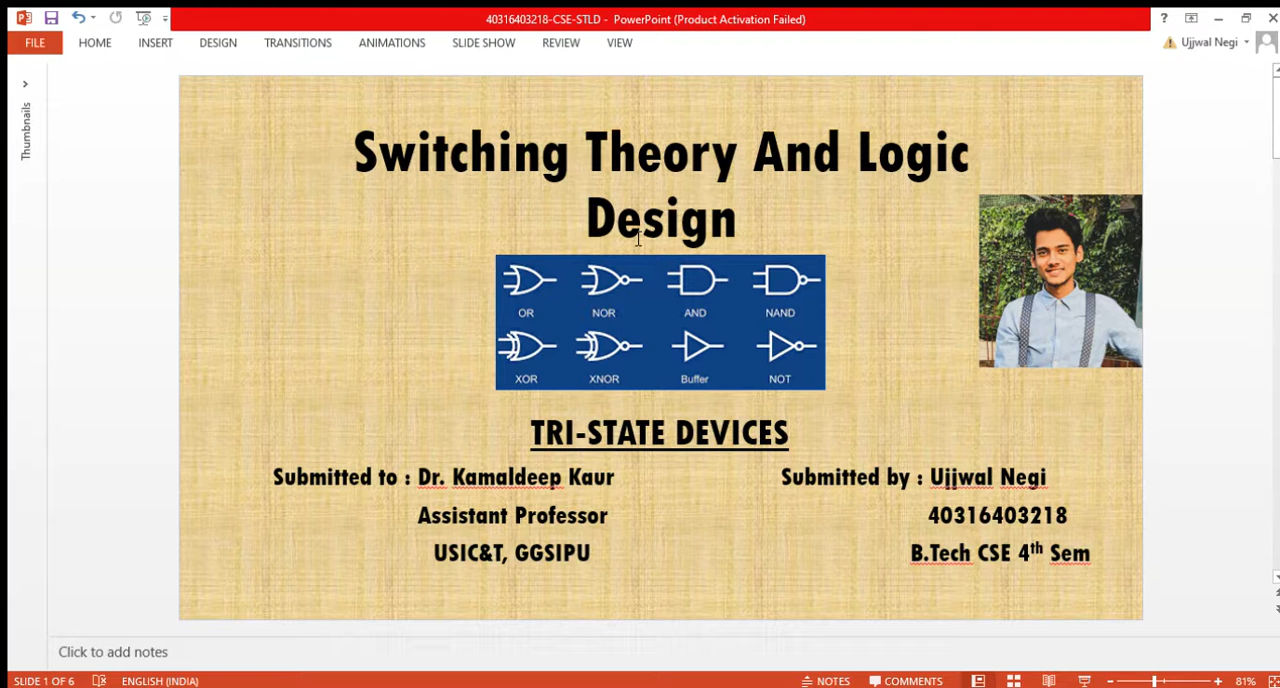 40316403218-CSE-STLD - PowerPoint (Product Activation Failed)
?
FILE HOME INSERT DESIGN TRANSITIONS ANIMATIONS SLIDE SHOW REVIEW VIEW
Ujjwal Negi
Thumbnails
Switching Theory And Logic
Design
OR NOR AND NAND
XOR XNOR Buffer NOT
TRI-STATE DEVICES
Submitted to : Dr. Kamaldeep Kaur
Assistant Professor
USIC&T, GGSIPU
Submitted by : Ujjwal Negi
40316403218
B.Tech CSE 4th Sem
Click to add notes
SLIDE 1 OF 6 ENGLISH (INDIA) NOTES COMMENTS 81%